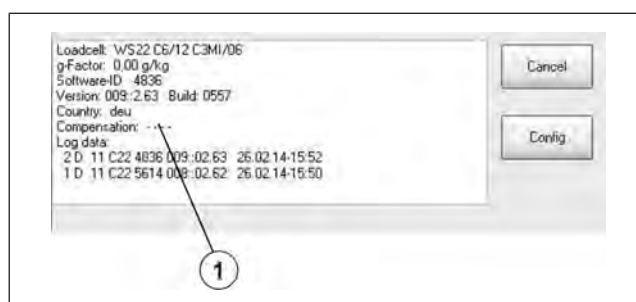 Loadcell: WS22 C6/12 C3MI/06
g-Factor: 0,00 g/kg
Software-ID 4836
Version: 009::2.63 Build: 0557
Country: deu
Compensation: ----
Log data:
2 D 11 C22 4836 009::02.63 26.02.14-15:52
1 D 11 C22 5614 008::02.62 26.02.14-15:50
Cancel
Config
1